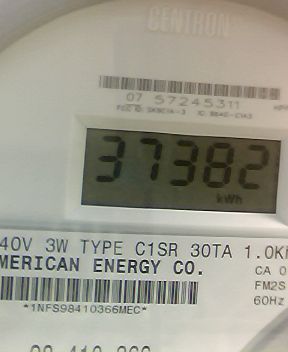 CENTRON
07 57245311
37382
kWh
40V 3W TYPE C1SR 30TA 1.0K
MERICAN ENERGY CO.
CA 0
FM2S
60Hz
*1NFS98410366MEC*